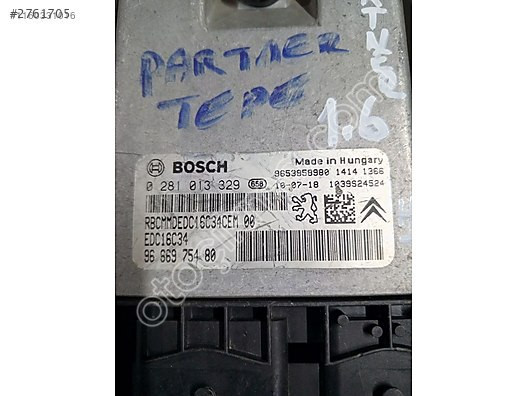 #2761705
PARTNER
TEPE
1.6
BOSCH
Made in Hungary
9653958980 1414 1366
0 281 013 329 658 10-07-18 1039S24524
RBCMMDEDC16C34CEM 00
EDC16C34
96 669 754 80